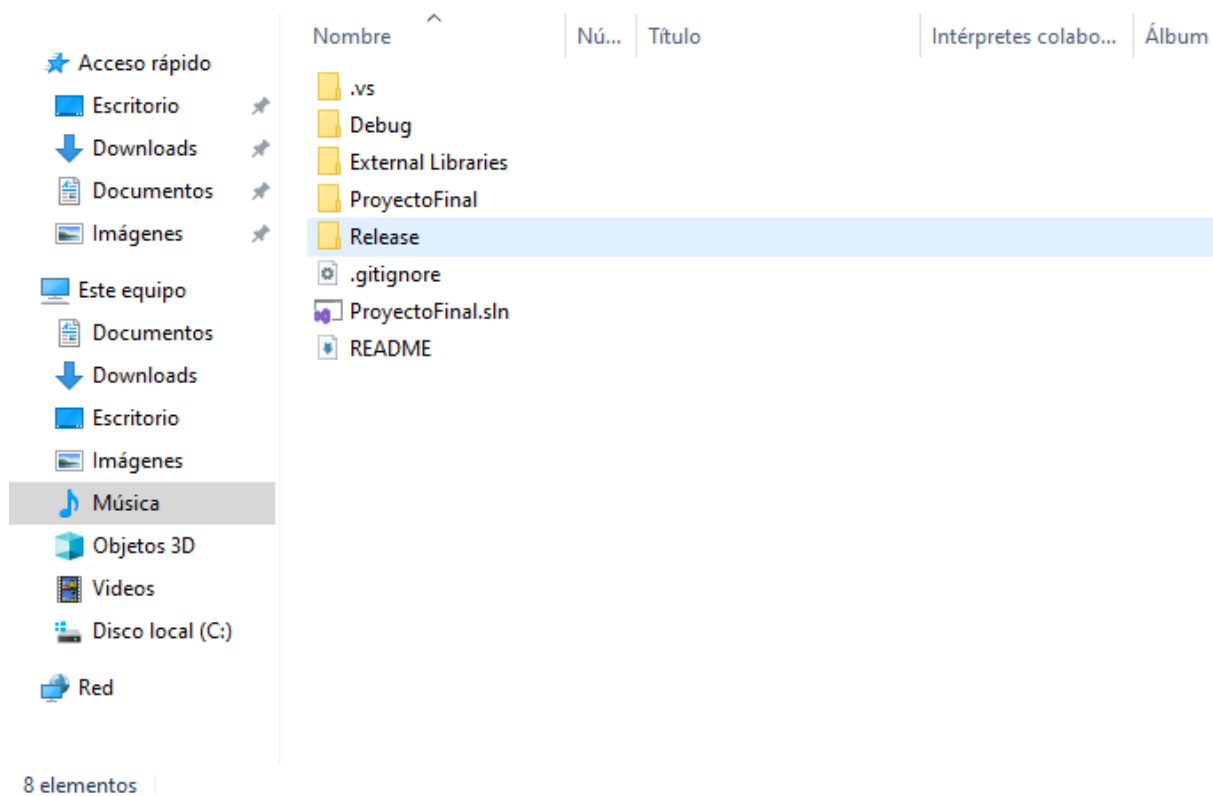 Acceso rápido
Escritorio
Downloads
Documentos
Imágenes
Este equipo
Documentos
Downloads
Escritorio
Imágenes
Música
Objetos 3D
Videos
Disco local (C:)
Red
Nombre Nú... Título Intérpretes colabo... Álbum
.vs
Debug
External Libraries
ProyectoFinal
Release
.gitignore
ProyectoFinal.sln
README
8 elementos